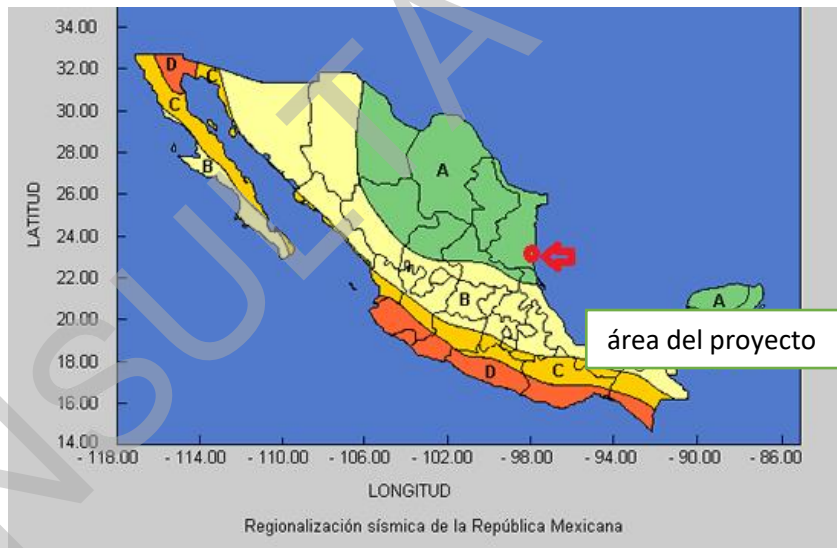 34.00
32.00
30.00
28.00
26.00
24.00
22.00
20.00
18.00
16.00
14.00
LATITUD
D
C
C
B
A
A
B
D
C
área del proyecto
- 118.00 - 114.00 - 110.00 - 106.00 - 102.00 - 98.00 - 94.00 - 90.00 - 86.00
LONGITUD
Regionalización sísmica de la República Mexicana
NSULTA